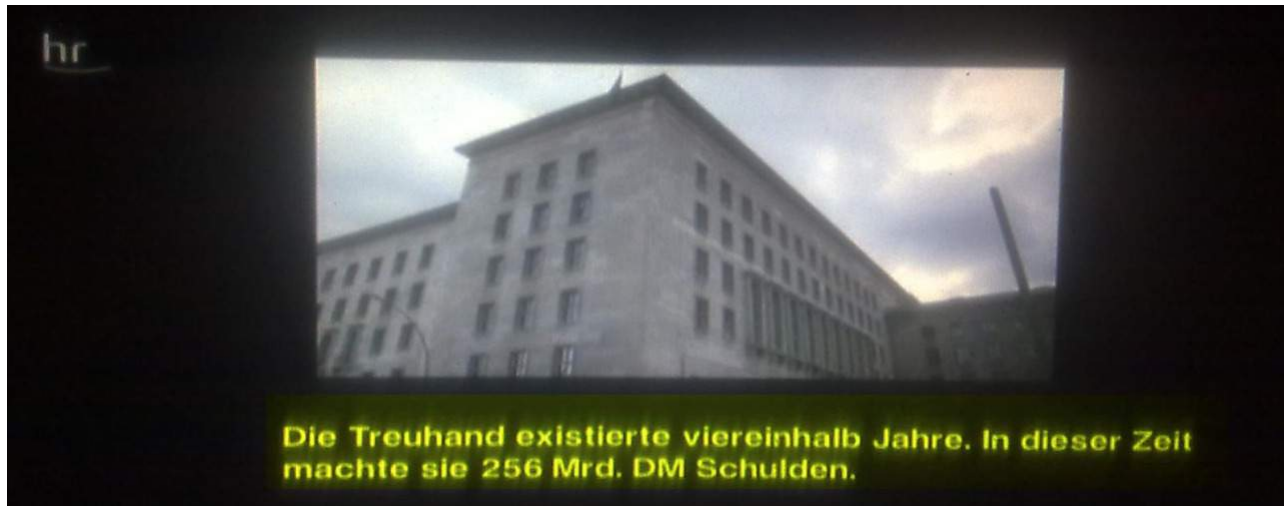 hr
Die Treuhand existierte viereinhalb Jahre. In dieser Zeit
machte sie 256 Mrd. DM Schulden.